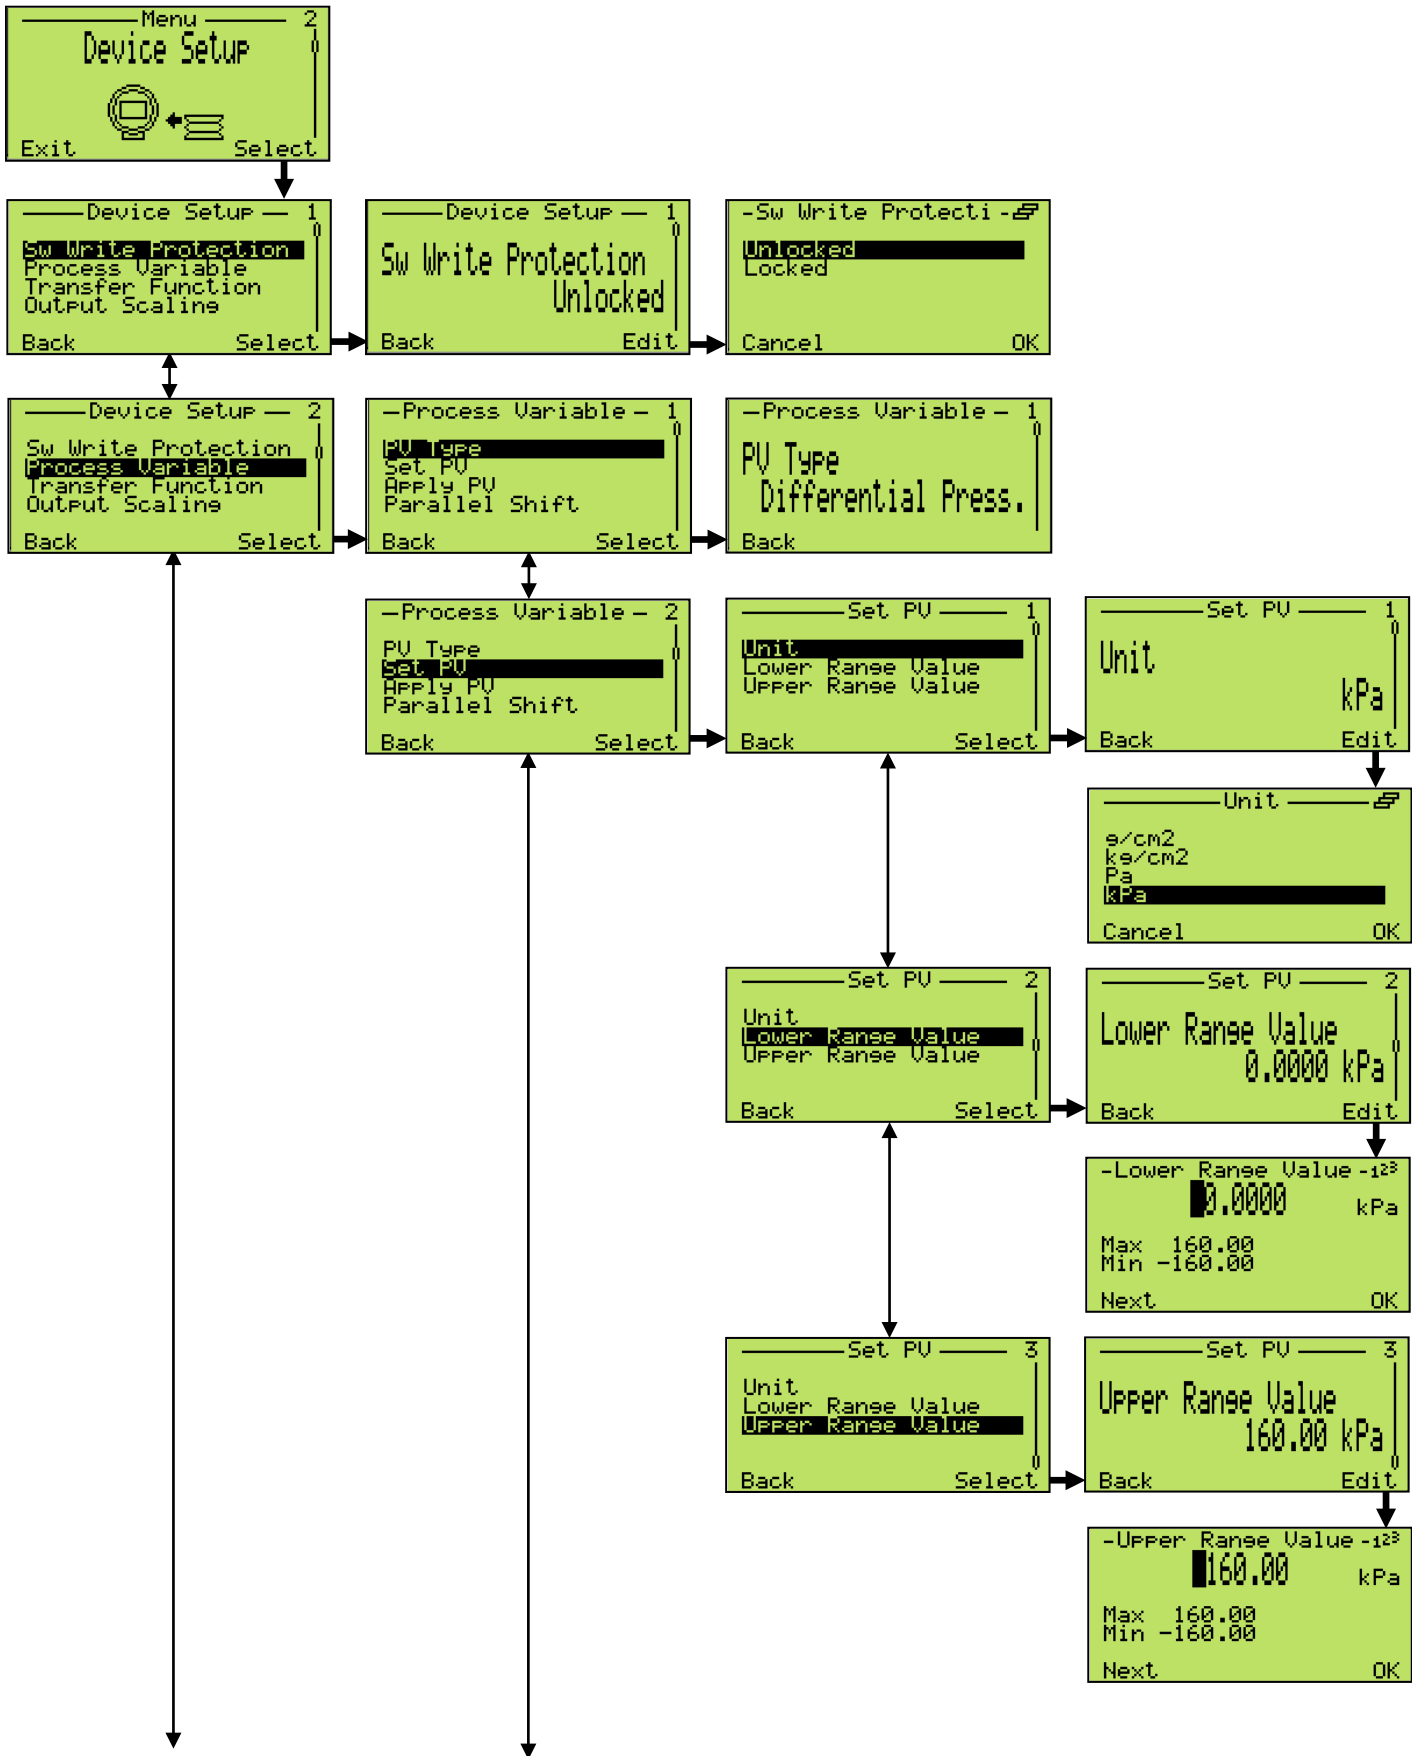 Menu 2
Device Setup
Exit Select
Device Setup 1
Sw Write Protection
Process Variable
Transfer Function
Output Scaling
Back Select
Device Setup 1
Sw Write Protection
Unlocked
Back Edit
-Sw Write Protecti-
Unlocked
Locked
Cancel OK
Device Setup 2
Sw Write Protection
Process Variable
Transfer Function
Output Scaling
Back Select
Process Variable 1
PV Type
Set PV
Apply PV
Parallel Shift
Back Select
Process Variable 1
PV Type
Differential Press.
Back
Process Variable 2
PV Type
Set PV
Apply PV
Parallel Shift
Back Select
Set PV 1
Unit
Lower Range Value
Upper Range Value
Back Select
Set PV 1
Unit
kPa
Back Edit
Unit
g/cm2
kg/cm2
Pa
kPa
Cancel OK
Set PV 2
Unit
Lower Range Value
Upper Range Value
Back Select
Set PV 2
Lower Range Value
0.0000 kPa
Back Edit
-Lower Range Value-123
0.0000 kPa
Max 160.00
Min -160.00
Next OK
Set PV 3
Unit
Lower Range Value
Upper Range Value
Back Select
Set PV 3
Upper Range Value
160.00 kPa
Back Edit
-Upper Range Value-123
160.00 kPa
Max 160.00
Min -160.00
Next OK